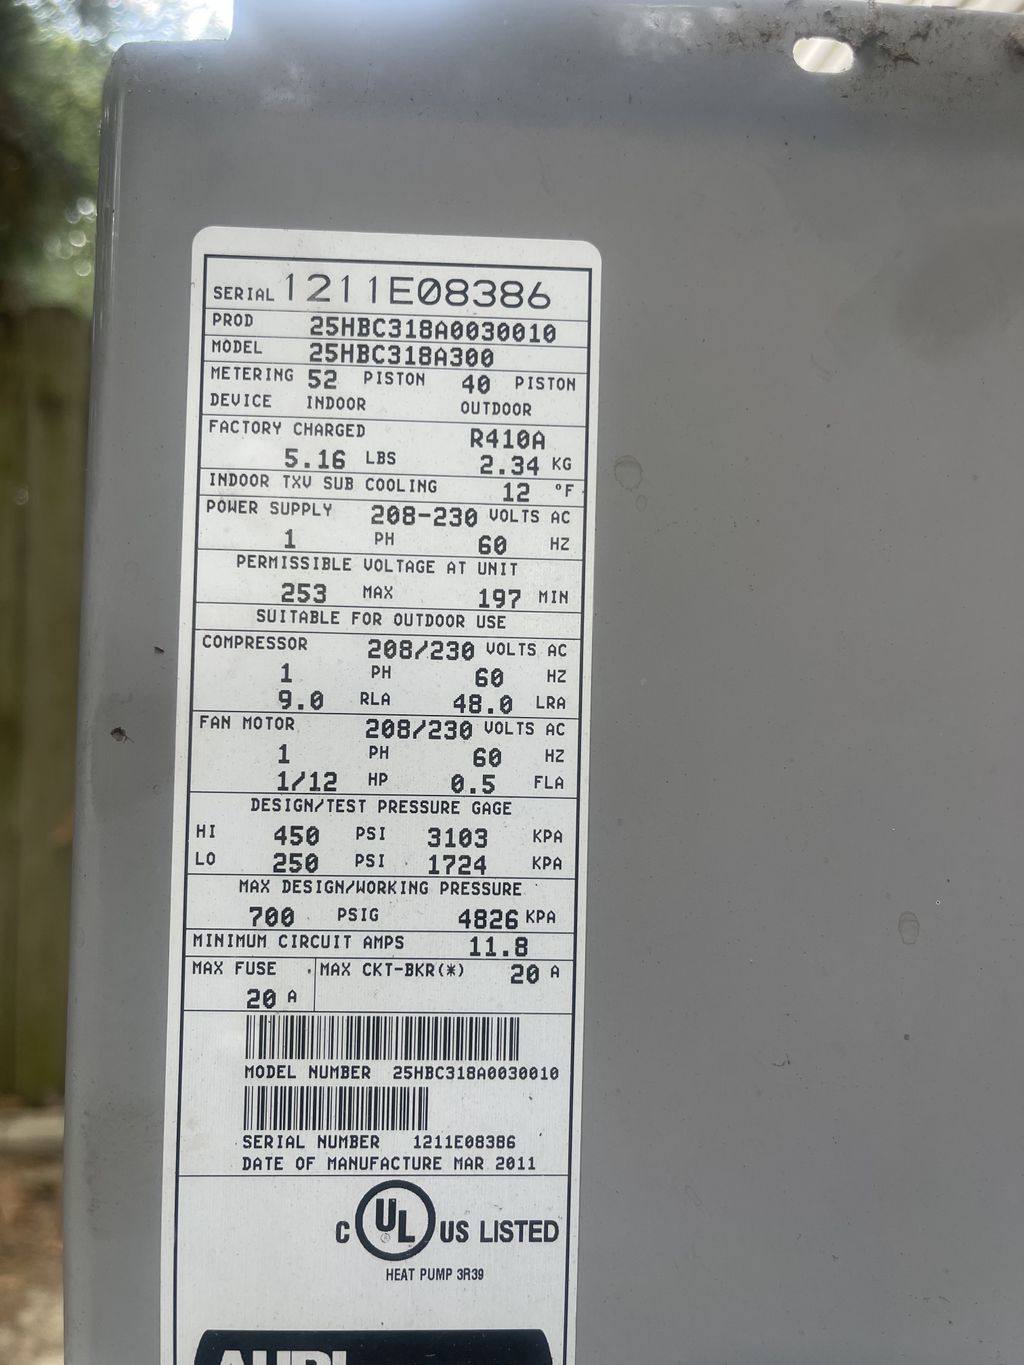 SERIAL 1211E08386
PROD 25HBC318A0030010
MODEL 25HBC318A300
METERING 52 PISTON 40 PISTON
DEVICE INDOOR OUTDOOR
FACTORY CHARGED R410A
5.16 LBS 2.34 KG
INDOOR TXV SUB COOLING 12 °F
POWER SUPPLY 208-230 VOLTS AC
1 PH 60 HZ
PERMISSIBLE VOLTAGE AT UNIT
253 MAX 197 MIN
SUITABLE FOR OUTDOOR USE
COMPRESSOR 208/230 VOLTS AC
1 PH 60 HZ
9.0 RLA 48.0 LRA
FAN MOTOR 208/230 VOLTS AC
1 PH 60 HZ
1/12 HP 0.5 FLA
DESIGN/TEST PRESSURE GAGE
HI 450 PSI 3103 KPA
LO 250 PSI 1724 KPA
MAX DESIGN/WORKING PRESSURE
700 PSIG 4826 KPA
MINIMUM CIRCUIT AMPS 11.8
MAX FUSE MAX CKT-BKR(*) 20 A
20 A
MODEL NUMBER 25HBC318A0030010
SERIAL NUMBER 1211E08386
DATE OF MANUFACTURE MAR 2011
C UL ® US LISTED
HEAT PUMP 3R39